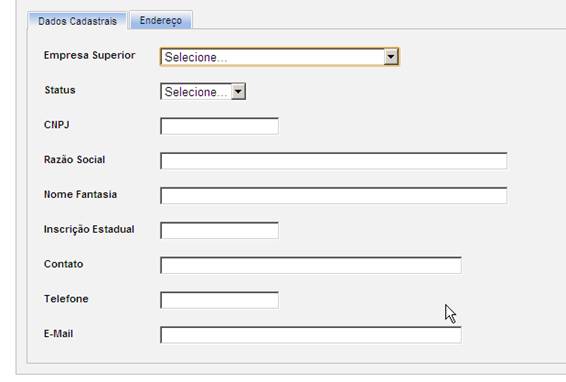 Dados Cadastrais Endereço
Empresa Superior Selecione...
Status Selecione...
CNPJ
Razão Social
Nome Fantasia
Inscrição Estadual
Contato
Telefone
E-Mail